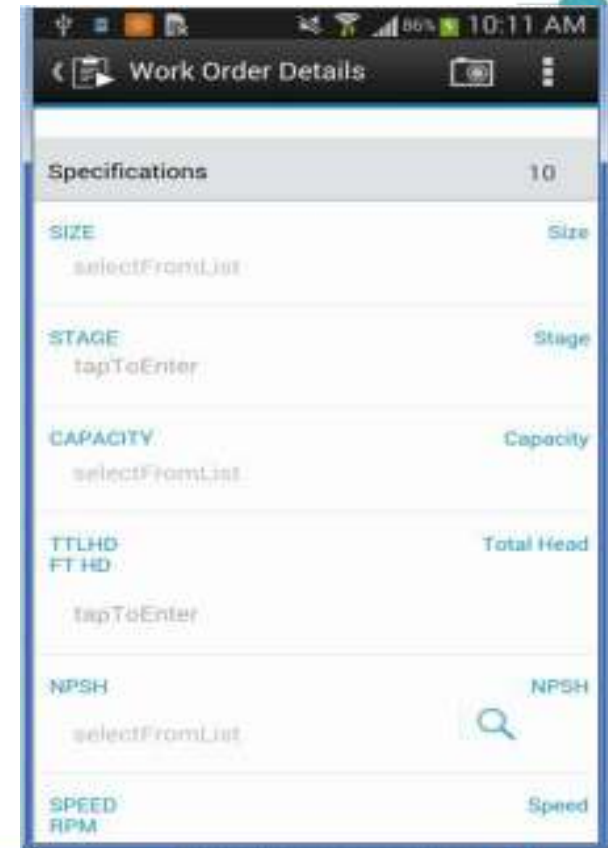 86% 10:11 AM
Work Order Details
Specifications 10
SIZE Size
selectFromList
STAGE Stage
tapToEnter
CAPACITY Capacity
selectFromList
TTLHD Total Head
FT HD
tapToEnter
NPSH NPSH
selectFromList
SPEED Speed
RPM